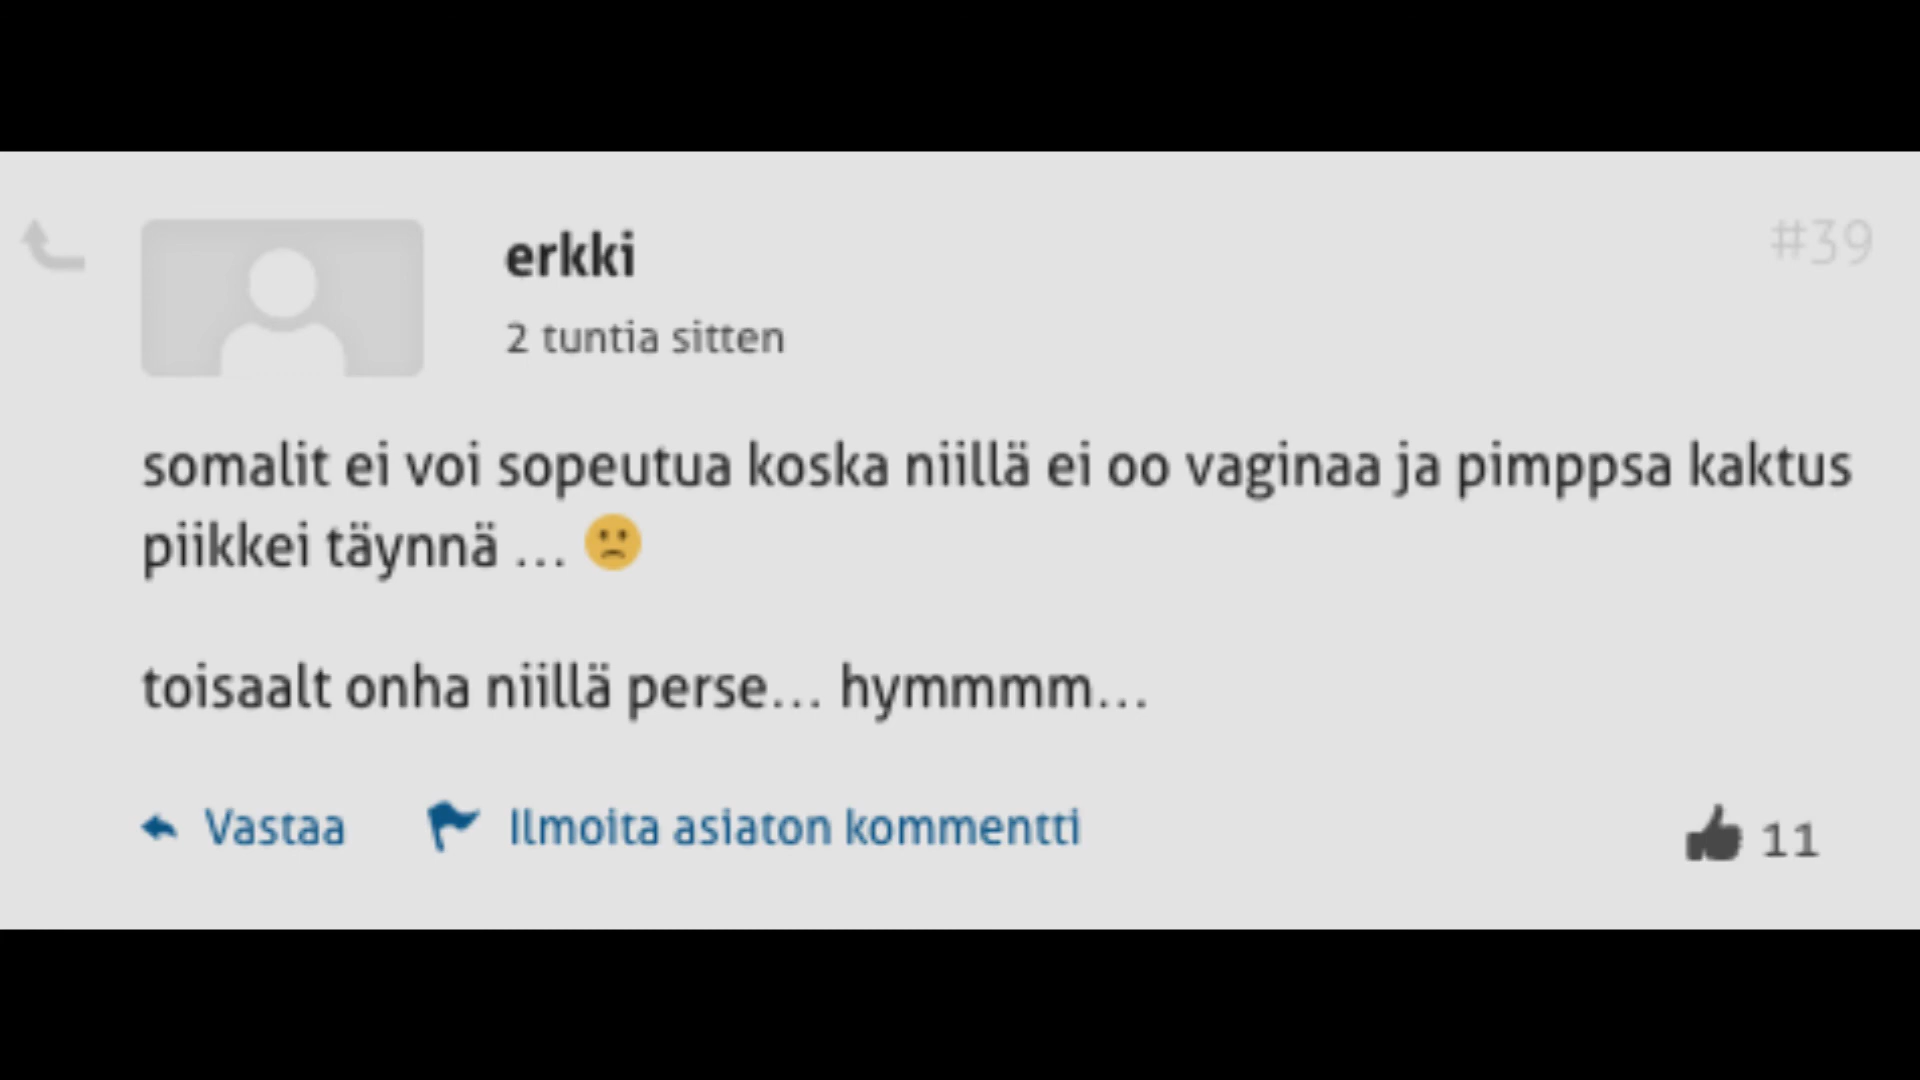 erkki
#39
2 tuntia sitten
somalit ei voi sopeutua koska niillä ei oo vaginaa ja pimppsa kaktus
piikkei täynnä ... 🙁
toisaalt onha niillä perse... hymmmm...
Vastaa Ilmoita asiaton kommentti 11